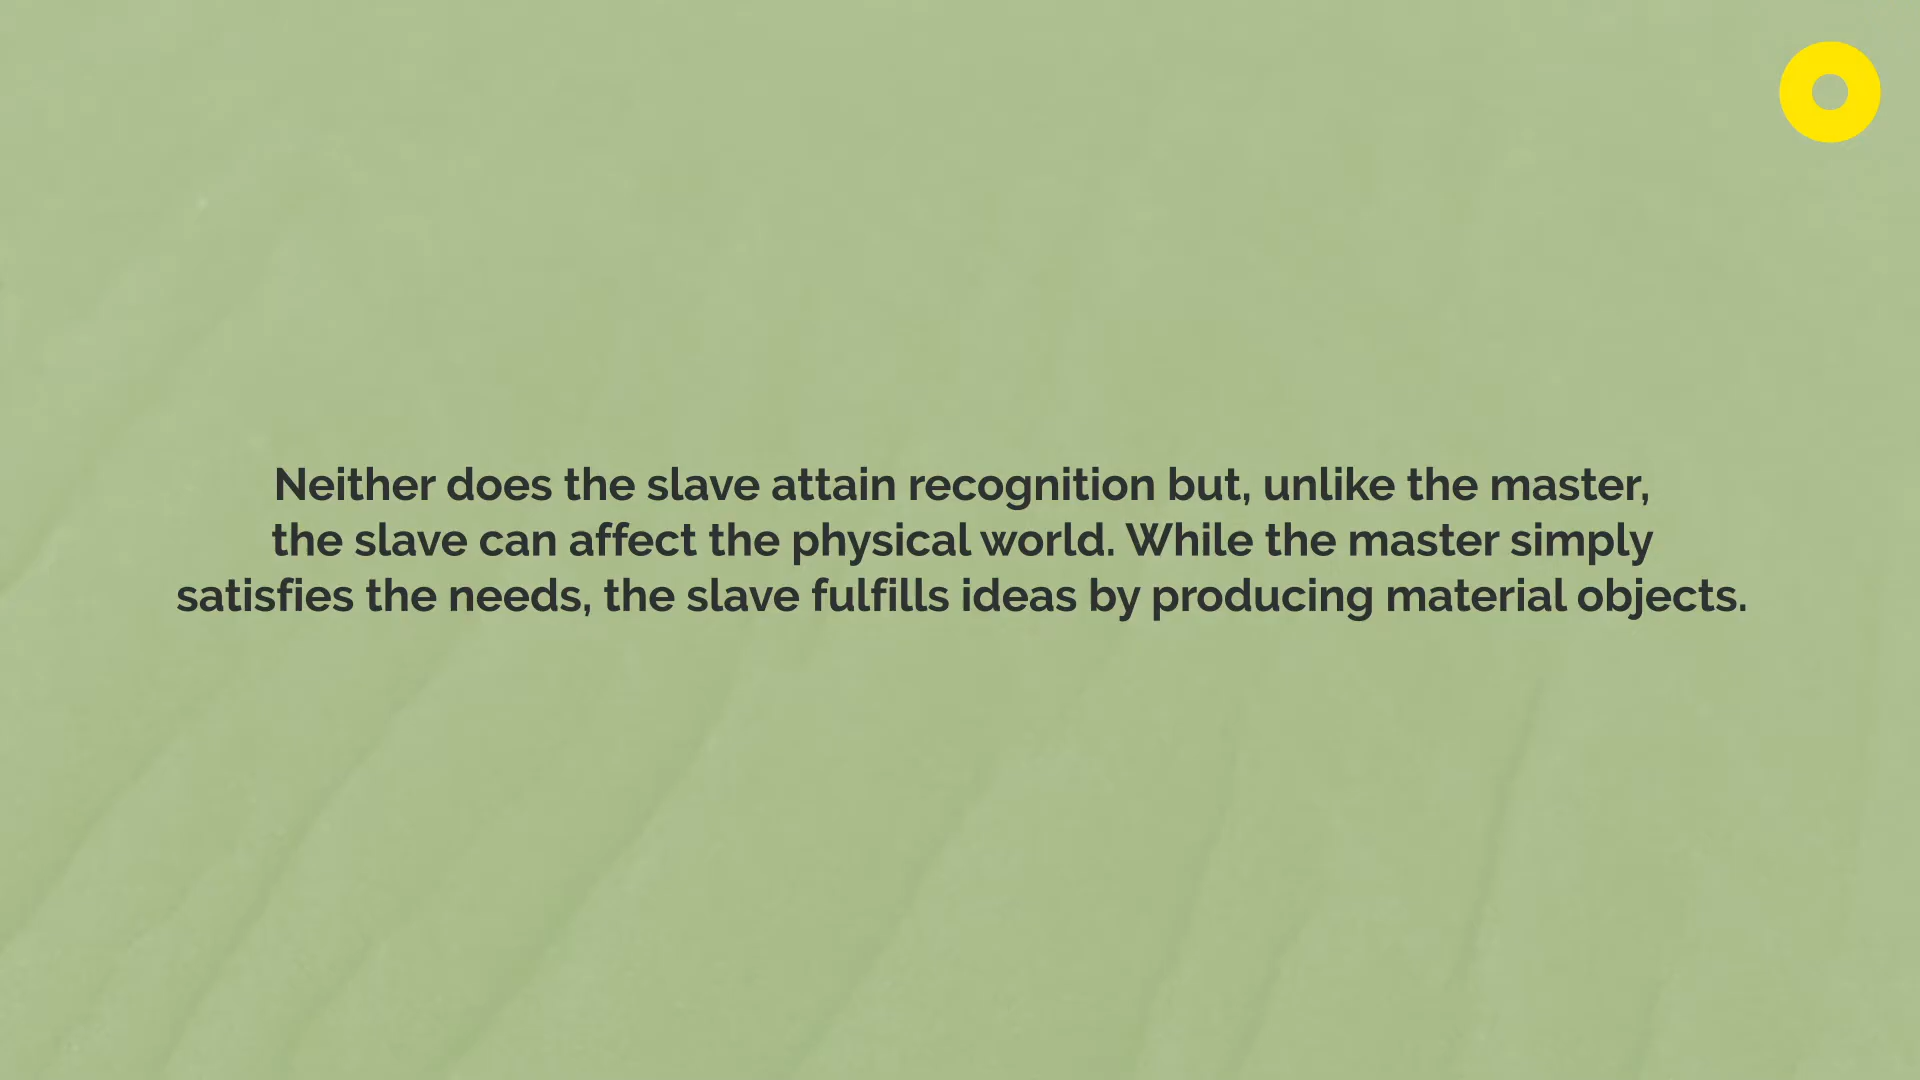 Neither does the slave attain recognition but, unlike the master,
the slave can affect the physical world. While the master simply
satisfies the needs, the slave fulfills ideas by producing material objects.